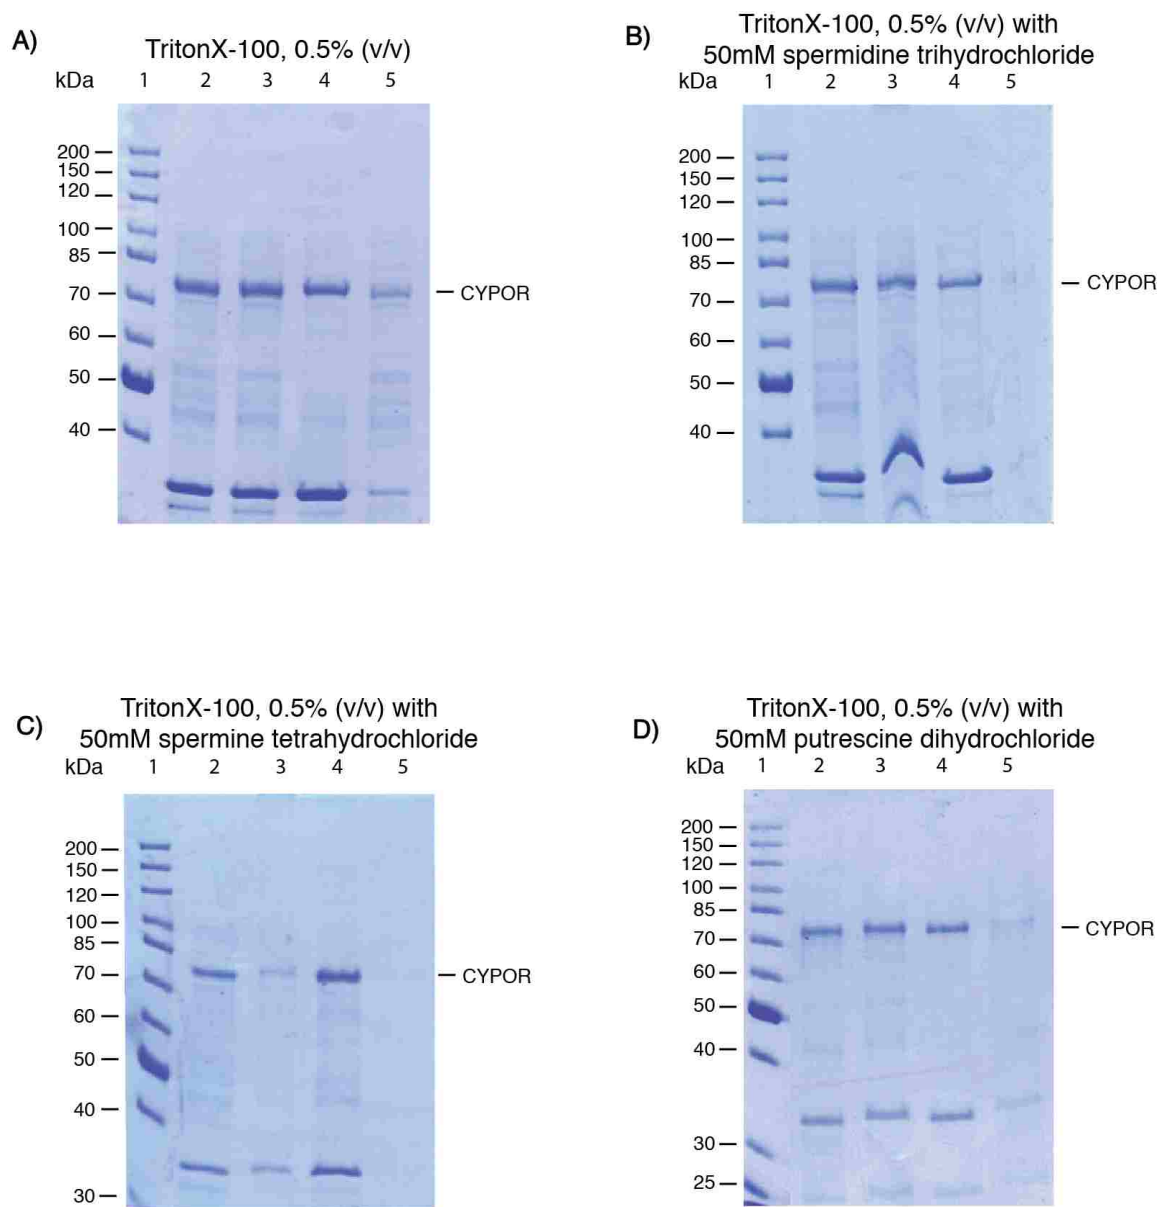 A)
TritonX-100, 0.5% (v/v)
kDa 1 2 3 4 5
200
150
120
100
85
70
60
50
40
CYPOR
B)
TritonX-100, 0.5% (v/v) with
50mM spermidine trihydrochloride
kDa 1 2 3 4 5
200
150
120
100
85
70
60
50
40
CYPOR
C)
TritonX-100, 0.5% (v/v) with
50mM spermine tetrahydrochloride
kDa 1 2 3 4 5
200
150
120
100
85
70
60
50
40
30
CYPOR
D)
TritonX-100, 0.5% (v/v) with
50mM putrescine dihydrochloride
kDa 1 2 3 4 5
200
150
120
100
85
70
60
50
40
30
25
CYPOR